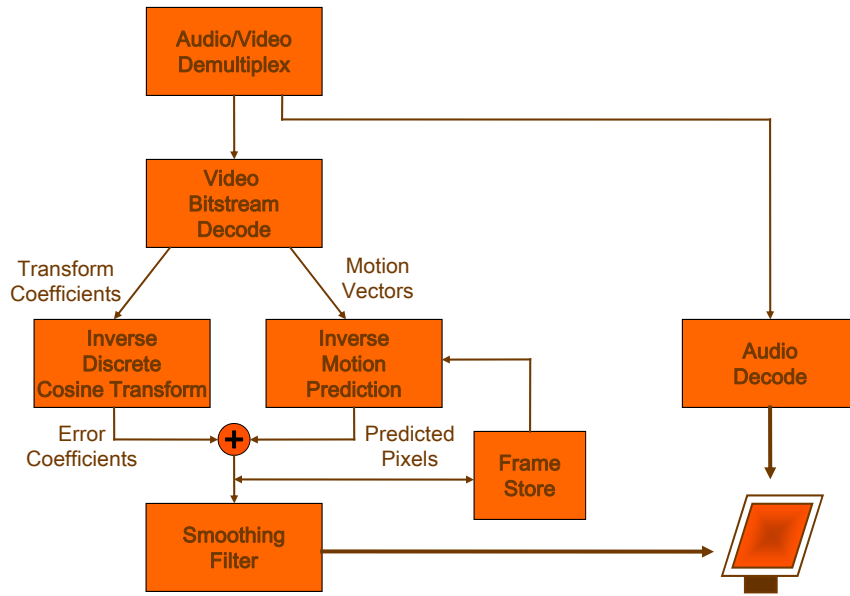 Audio/Video
Demultiplex
Video
Bitstream
Decode
Transform
Coefficients
Motion
Vectors
Inverse
Discrete
Cosine Transform
Inverse
Motion
Prediction
Audio
Decode
Error
Coefficients
+
Predicted
Pixels
Frame
Store
Smoothing
Filter